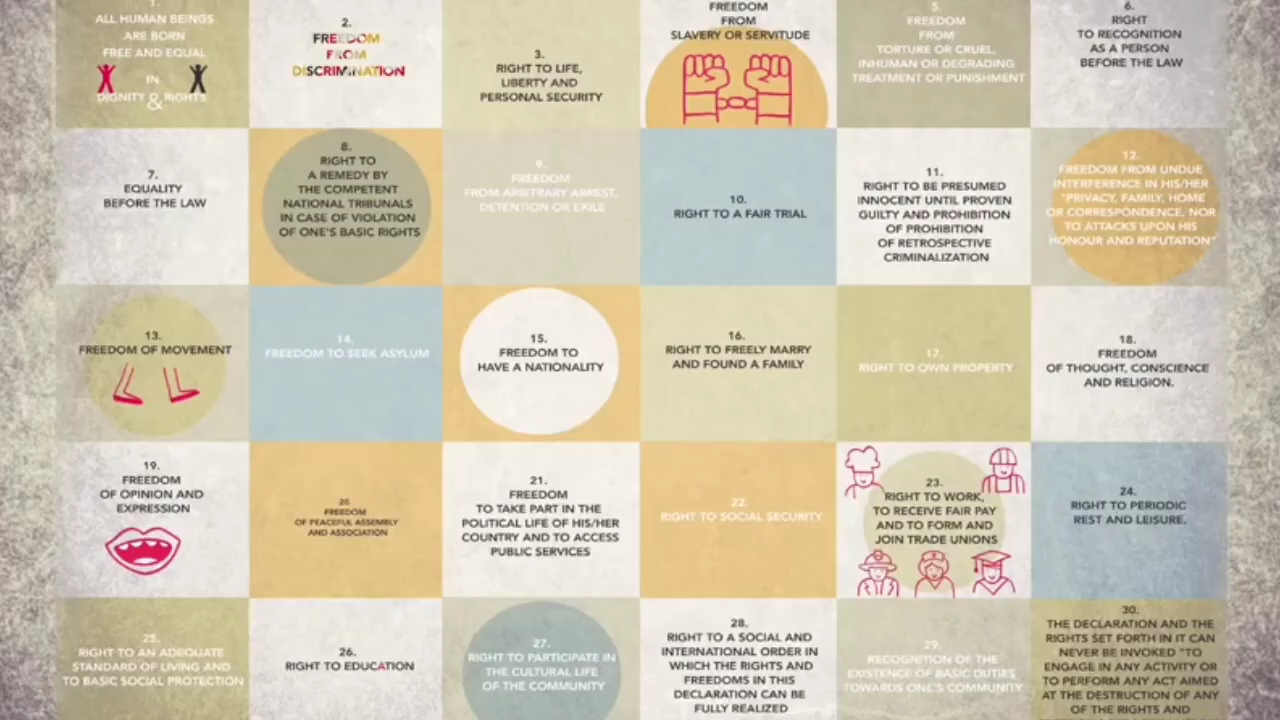 1.
ALL HUMAN BEINGS
ARE BORN
FREE AND EQUAL
IN
DIGNITY & RIGHTS
2.
FREEDOM
FROM
DISCRIMINATION
3.
RIGHT TO LIFE,
LIBERTY AND
PERSONAL SECURITY
FREEDOM
FROM
SLAVERY OR SERVITUDE
5.
FREEDOM
FROM
TORTURE OR CRUEL,
INHUMAN OR DEGRADING
TREATMENT OR PUNISHMENT
6.
RIGHT
TO RECOGNITION
AS A PERSON
BEFORE THE LAW
7.
EQUALITY
BEFORE THE LAW
8.
RIGHT TO
A REMEDY BY
THE COMPETENT
NATIONAL TRIBUNALS
IN CASE OF VIOLATION
OF ONE'S BASIC RIGHTS
9.
FREEDOM
FROM ARBITRARY ARREST,
DETENTION OR EXILE
10.
RIGHT TO A FAIR TRIAL
11.
RIGHT TO BE PRESUMED
INNOCENT UNTIL PROVEN
GUILTY AND PROHIBITION
OF PROHIBITION
OF RETROSPECTIVE
CRIMINALIZATION
12.
FREEDOM FROM UNDUE
INTERFERENCE IN HIS/HER
"PRIVACY, FAMILY, HOME
OR CORRESPONDENCE, NOR
TO ATTACKS UPON HIS
HONOUR AND REPUTATION"
13.
FREEDOM OF MOVEMENT
14.
FREEDOM TO SEEK ASYLUM
15.
FREEDOM TO
HAVE A NATIONALITY
16.
RIGHT TO FREELY MARRY
AND FOUND A FAMILY
17.
RIGHT TO OWN PROPERTY
18.
FREEDOM
OF THOUGHT, CONSCIENCE
AND RELIGION.
19.
FREEDOM
OF OPINION AND
EXPRESSION
20.
FREEDOM
OF PEACEFUL ASSEMBLY
AND ASSOCIATION
21.
FREEDOM
TO TAKE PART IN THE
POLITICAL LIFE OF HIS/HER
COUNTRY AND TO ACCESS
PUBLIC SERVICES
22.
RIGHT TO SOCIAL SECURITY
23.
RIGHT TO WORK,
TO RECEIVE FAIR PAY
AND TO FORM AND
JOIN TRADE UNIONS
24.
RIGHT TO PERIODIC
REST AND LEISURE.
25.
RIGHT TO AN ADEQUATE
STANDARD OF LIVING AND
TO BASIC SOCIAL PROTECTION
26.
RIGHT TO EDUCATION
27.
RIGHT TO PARTICIPATE IN
THE CULTURAL LIFE
OF THE COMMUNITY
28.
RIGHT TO A SOCIAL AND
INTERNATIONAL ORDER IN
WHICH THE RIGHTS AND
FREEDOMS IN THIS
DECLARATION CAN BE
FULLY REALIZED
29.
RECOGNITION OF THE
EXISTENCE OF BASIC DUTIES
TOWARDS ONE'S COMMUNITY
30.
THE DECLARATION AND THE
RIGHTS SET FORTH IN IT CAN
NEVER BE INVOKED "TO
ENGAGE IN ANY ACTIVITY OR
TO PERFORM ANY ACT AIMED
AT THE DESTRUCTION OF ANY
OF THE RIGHTS AND